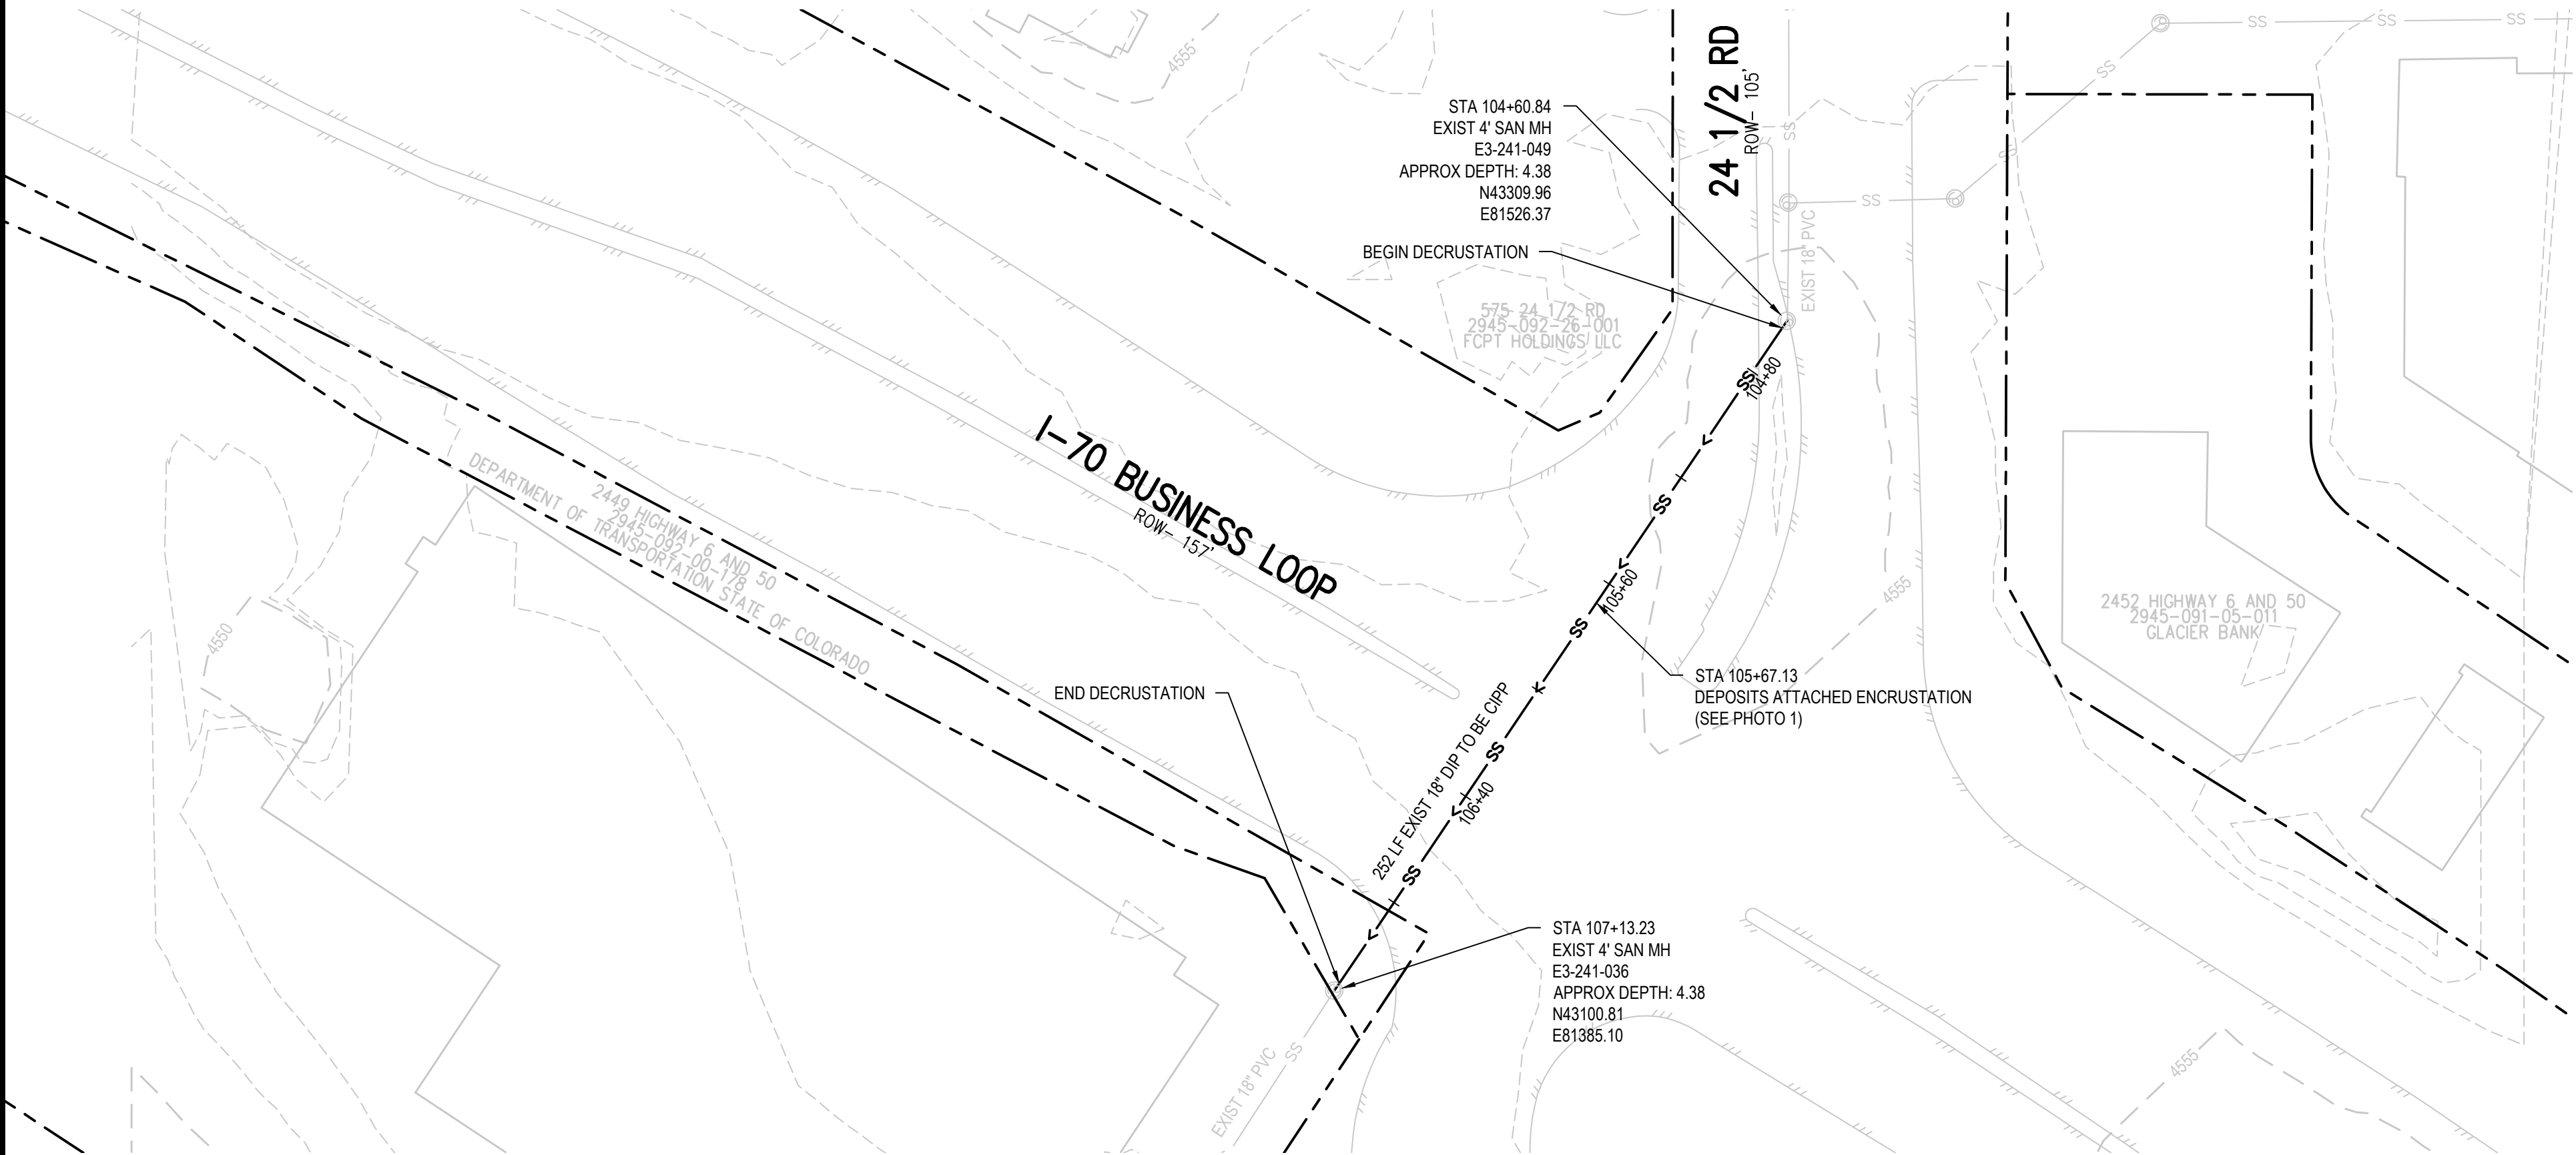 4555
24 1/2 RD
ROW- 105'
SS
SS
SS
SS
SS
SS
SS
STA 104+60.84
EXIST 4' SAN MH
E3-241-049
APPROX DEPTH: 4.38
N43309.96
E81526.37
BEGIN DECRUSTATION
EXIST 18" PVC
575 24 1/2 RD
2945-092-26-001
FCPT HOLDINGS LLC
SS
104+80
I-70 BUSINESS LOOP
ROW- 157'
SS
105+60
SS
2449 HIGHWAY 6 AND 50
2945-092-00-178
DEPARTMENT OF TRANSPORTATION STATE OF COLORADO
4550
4555
2452 HIGHWAY 6 AND 50
2945-091-05-011
GLACIER BANK
STA 105+67.13
DEPOSITS ATTACHED ENCRUSTATION
(SEE PHOTO 1)
END DECRUSTATION
252 LF EXIST 18" DIP TO BE CIPP
SS
106+40
SS
STA 107+13.23
EXIST 4' SAN MH
E3-241-036
APPROX DEPTH: 4.38
N43100.81
E81385.10
EXIST 18" PVC
SS
4555